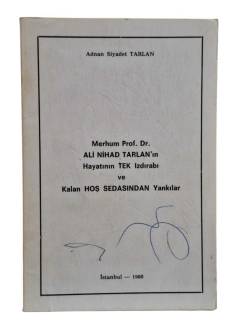 Adnan Siyadet TARLAN
Merhum Prof. Dr.
ALİ NİHAD TARLAN'ın
Hayatının TEK Izdırabı
ve
Kalan HOŞ SEDASINDAN Yankılar
İstanbul — 1988